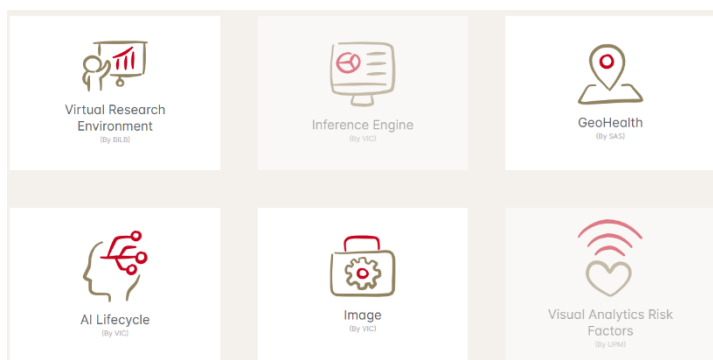 Virtual Research
Environment
(By BILB)
Inference Engine
(By VIC)
GeoHealth
(By SAS)
AI Lifecycle
(By VIC)
Image
(By VIC)
Visual Analytics Risk
Factors
(By UPM)